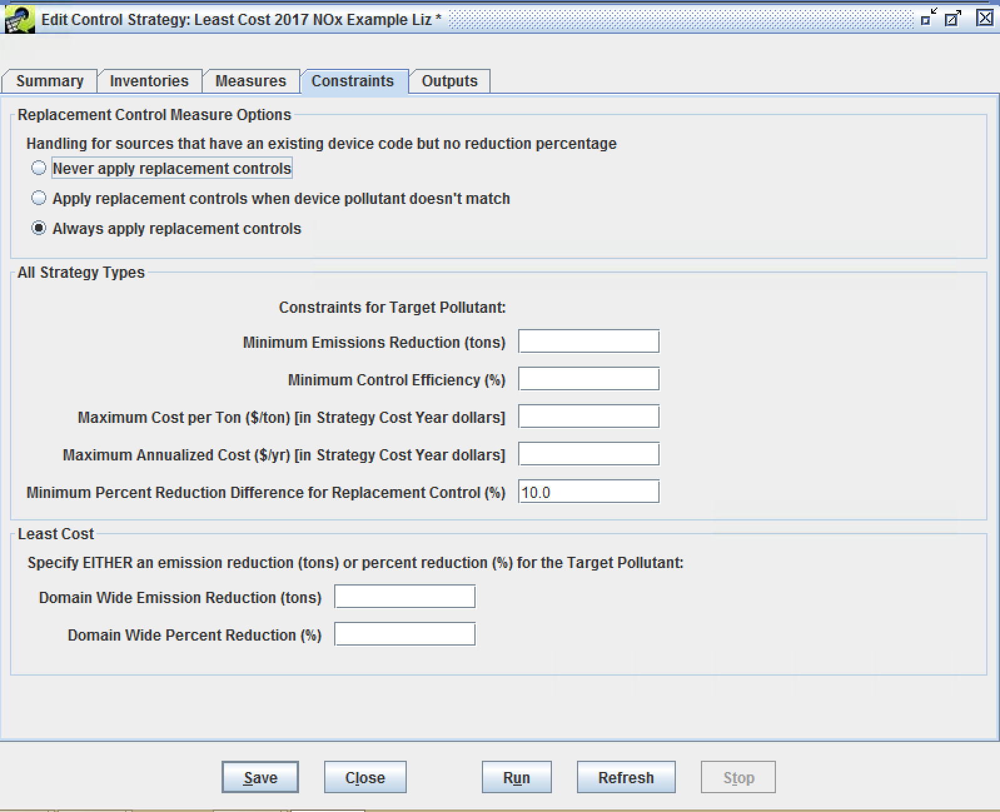 Edit Control Strategy: Least Cost 2017 NOx Example Liz *
Summary Inventories Measures Constraints Outputs
Replacement Control Measure Options
Handling for sources that have an existing device code but no reduction percentage
Never apply replacement controls
Apply replacement controls when device pollutant doesn't match
Always apply replacement controls
All Strategy Types
Constraints for Target Pollutant:
Minimum Emissions Reduction (tons)
Minimum Control Efficiency (%)
Maximum Cost per Ton ($/ton) [in Strategy Cost Year dollars]
Maximum Annualized Cost ($/yr) [in Strategy Cost Year dollars]
Minimum Percent Reduction Difference for Replacement Control (%) 10.0
Least Cost
Specify EITHER an emission reduction (tons) or percent reduction (%) for the Target Pollutant:
Domain Wide Emission Reduction (tons)
Domain Wide Percent Reduction (%)
Save Close Run Refresh Stop